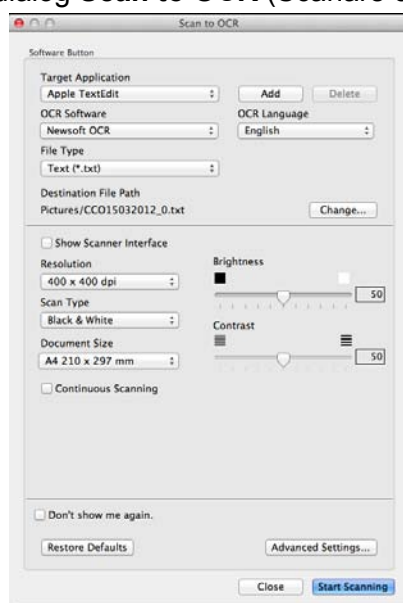 Scan to OCR
Software Button
Target Application
Apple TextEdit
Add
Delete
OCR Software
OCR Language
Newsoft OCR
English
File Type
Text (*.txt)
Destination File Path
Pictures/CCO15032012_0.txt
Change...
Show Scanner Interface
Resolution
Brightness
400 x 400 dpi
50
Scan Type
Black & White
Contrast
Document Size
50
A4 210 x 297 mm
Continuous Scanning
Don't show me again.
Restore Defaults
Advanced Settings...
Close
Start Scanning